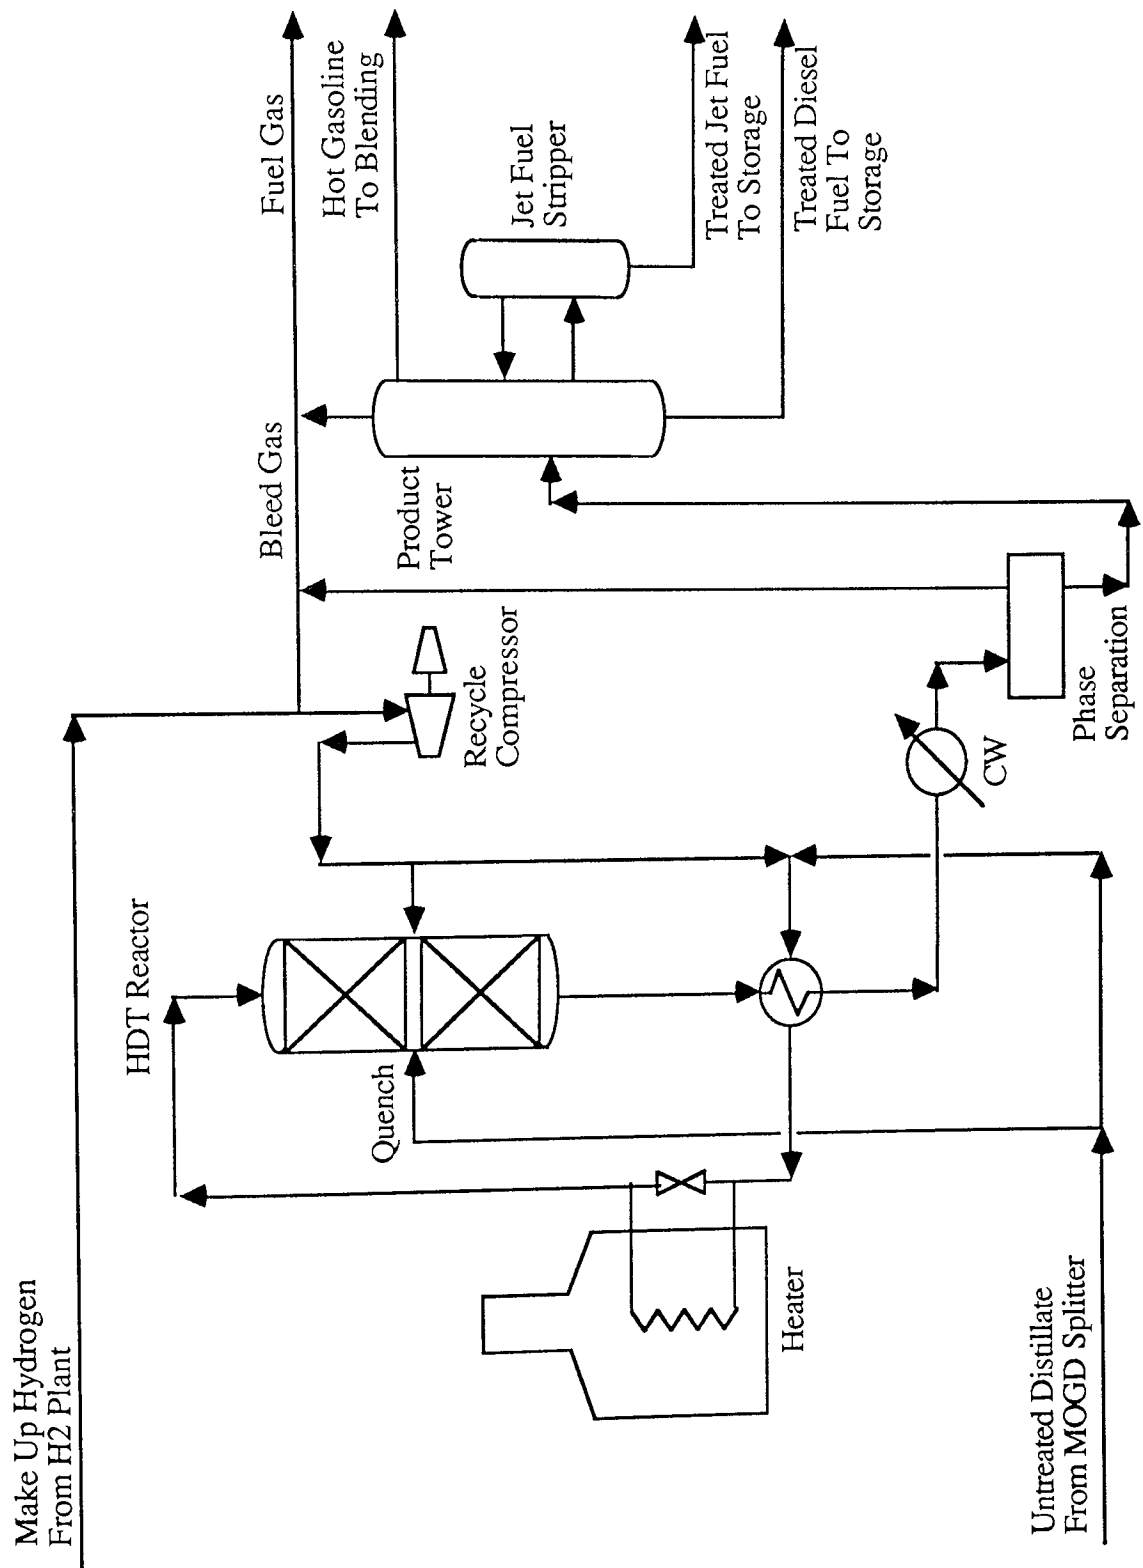 Make Up Hydrogen
From H2 Plant
HDT Reactor
Quench
Heater
Untreated Distillate
From MOGD Splitter
Recycle
Compressor
CW
Phase
Separation
Bleed Gas
Fuel Gas
Product
Tower
Hot Gasoline
To Blending
Jet Fuel
Stripper
Treated Jet Fuel
To Storage
Treated Diesel
Fuel To
Storage